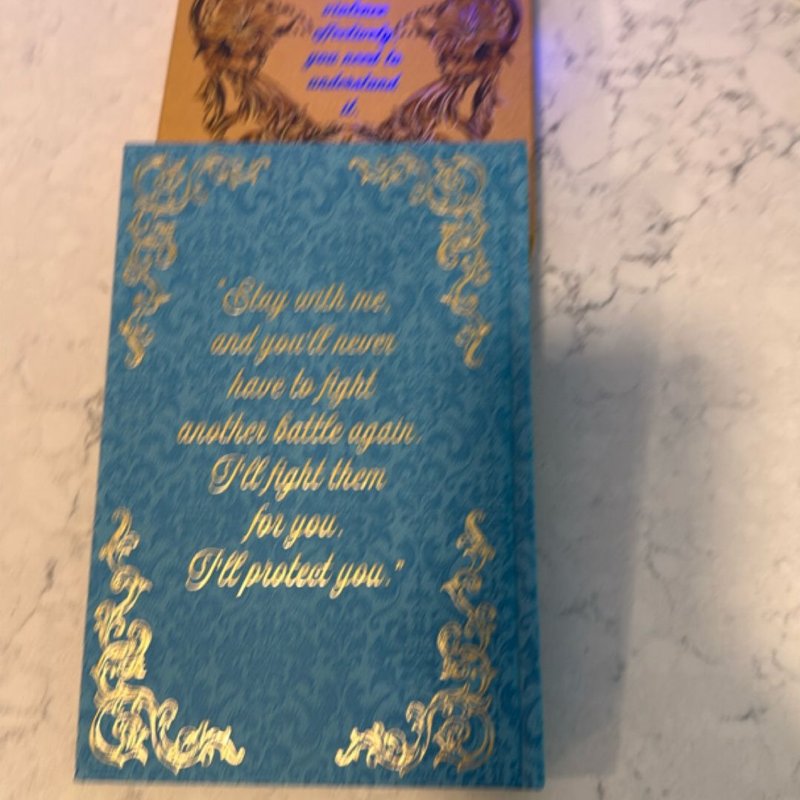 violence
effectively
you need to
understand
it.
"Stay with me,
and you'll never
have to fight
another battle again.
I'll fight them
for you.
I'll protect you."